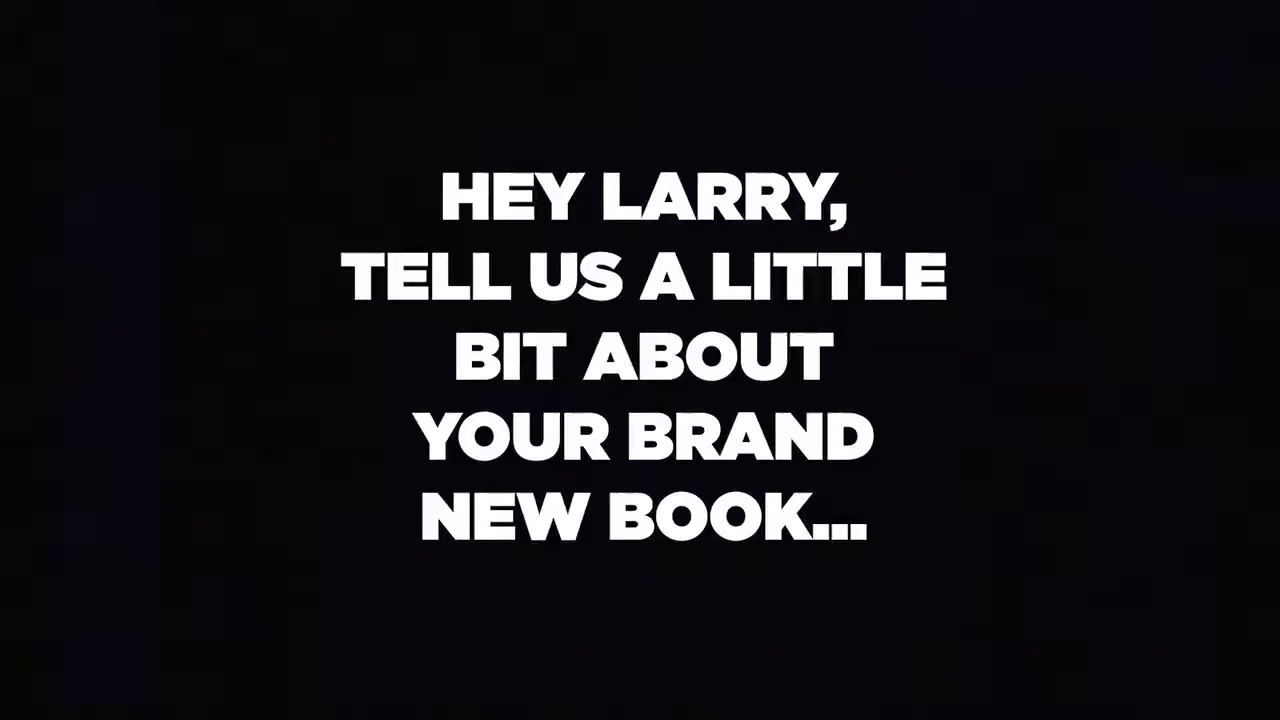 HEY LARRY,
TELL US A LITTLE
BIT ABOUT
YOUR BRAND
NEW BOOK...